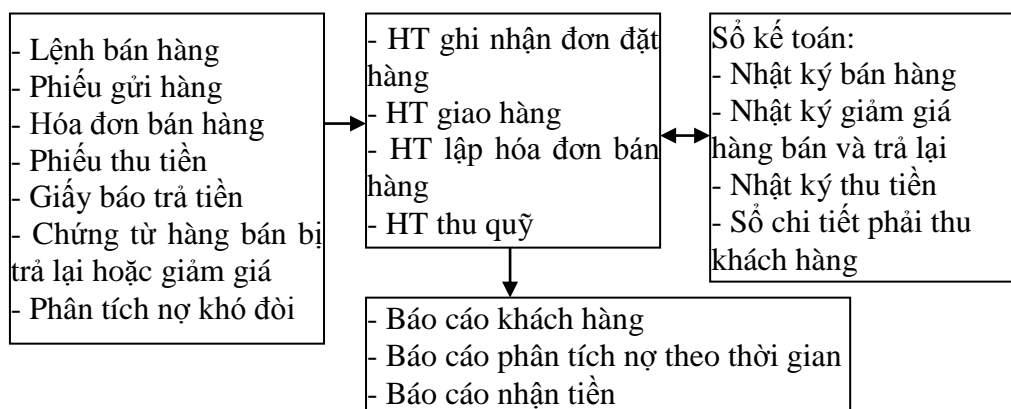 - Lệnh bán hàng
- Phiếu gửi hàng
- Hóa đơn bán hàng
- Phiếu thu tiền
- Giấy báo trả tiền
- Chứng từ hàng bán bị
trả lại hoặc giảm giá
- Phân tích nợ khó đòi
- HT ghi nhận đơn đặt
hàng
- HT giao hàng
- HT lập hóa đơn bán
hàng
- HT thu quỹ
Sổ kế toán:
- Nhật ký bán hàng
- Nhật ký giảm giá
hàng bán và trả lại
- Nhật ký thu tiền
- Sổ chi tiết phải thu
khách hàng
- Báo cáo khách hàng
- Báo cáo phân tích nợ theo thời gian
- Báo cáo nhận tiền